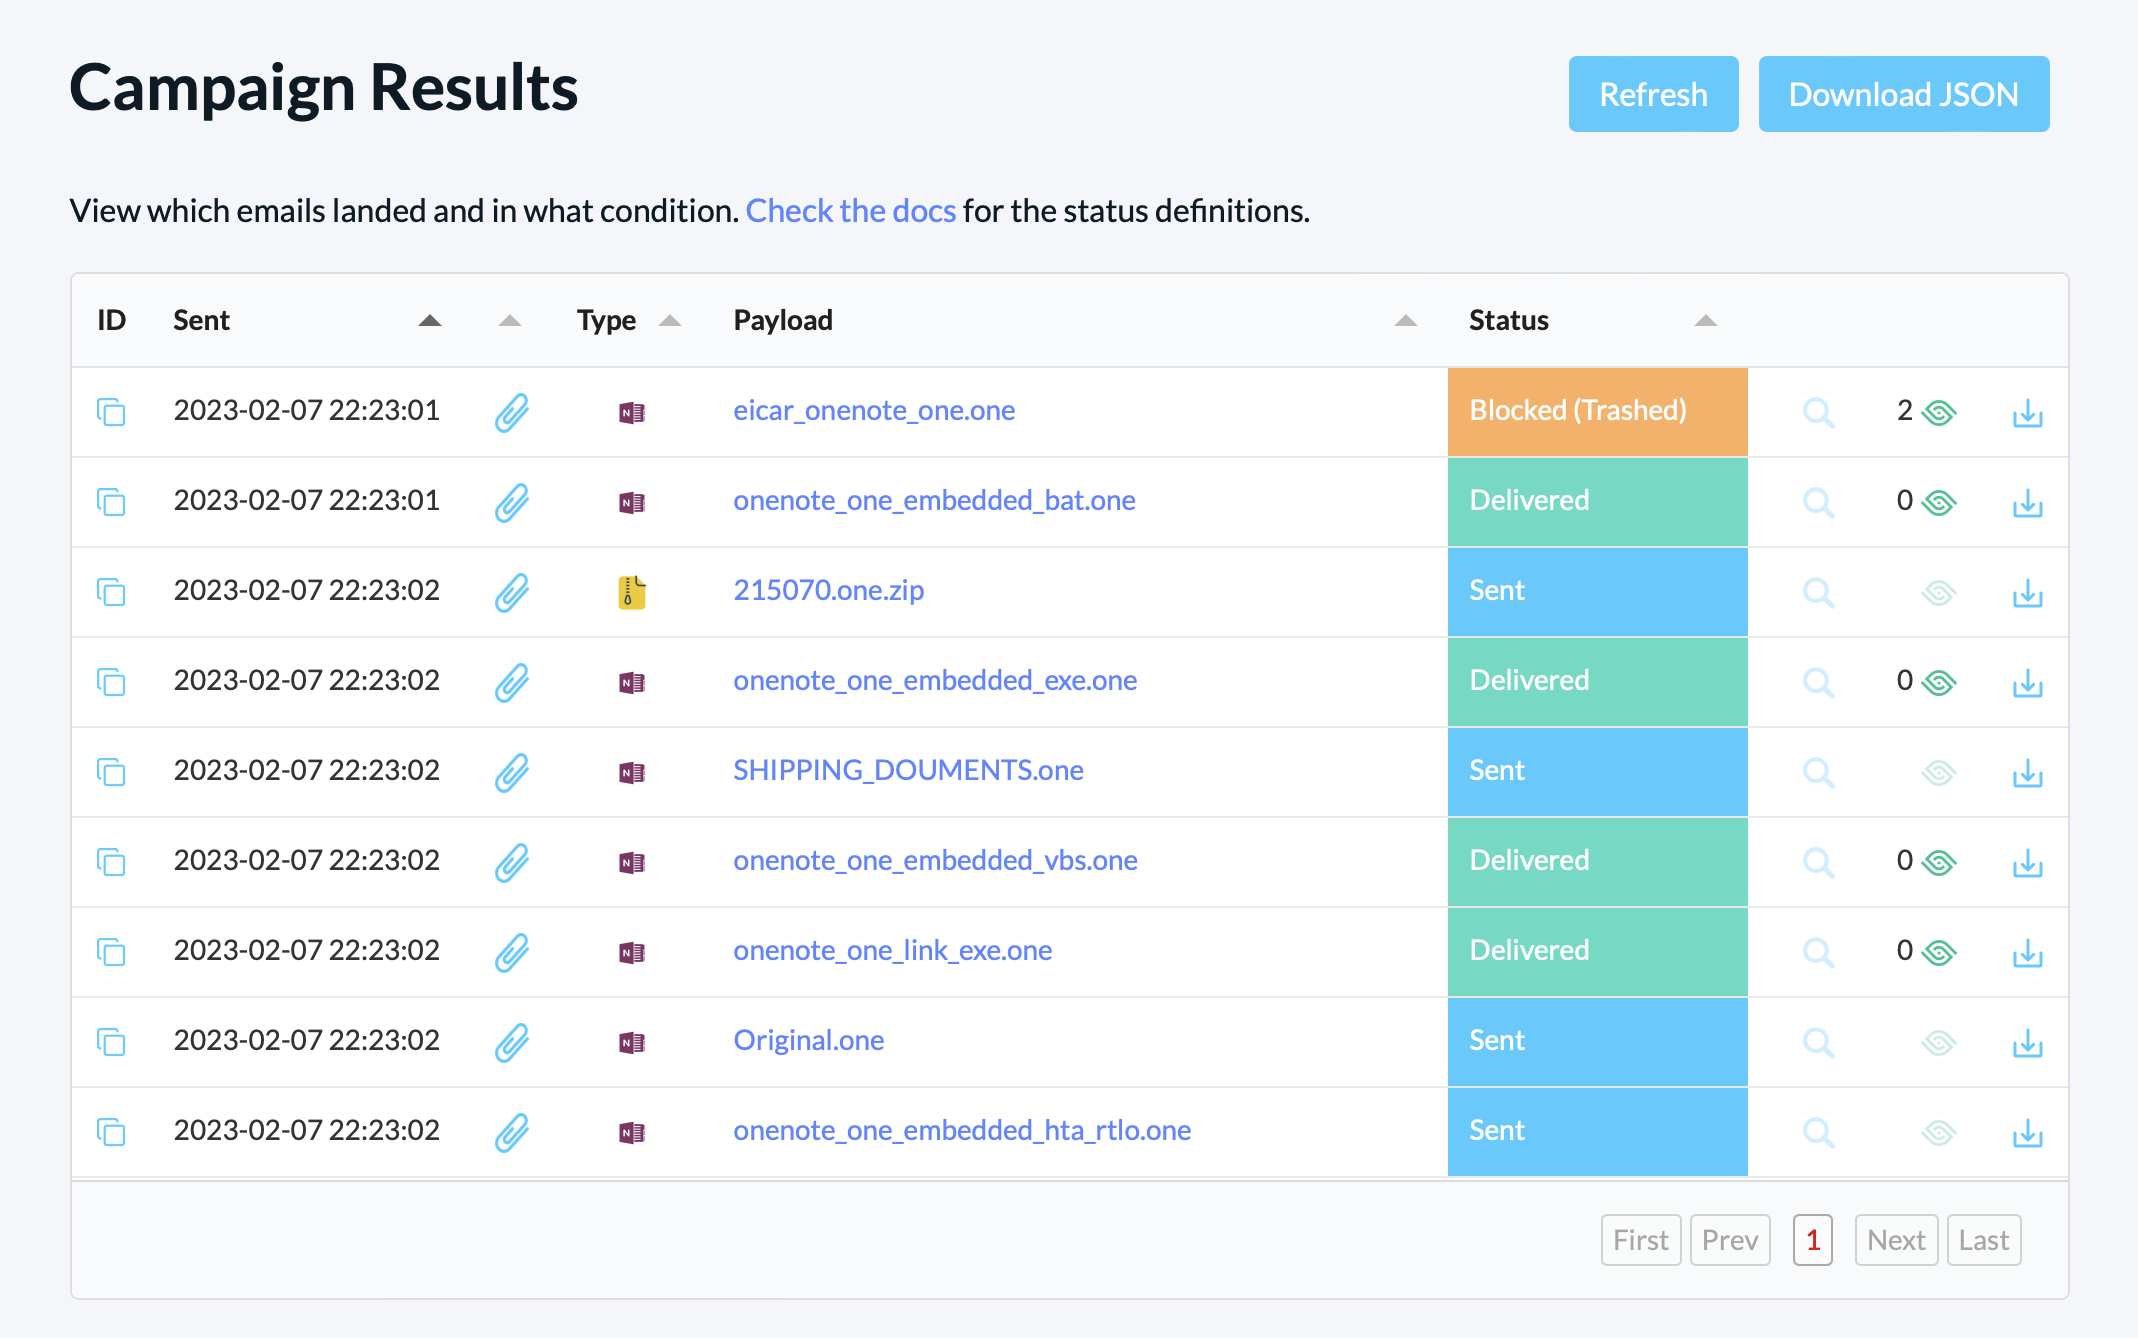 Campaign Results
Refresh
Download JSON
View which emails landed and in what condition. Check the docs for the status definitions.
ID Sent Type Payload Status
2023-02-07 22:23:01 eicar_onenote_one.one Blocked (Trashed) 2
2023-02-07 22:23:01 onenote_one_embedded_bat.one Delivered 0
2023-02-07 22:23:02 215070.one.zip Sent
2023-02-07 22:23:02 onenote_one_embedded_exe.one Delivered 0
2023-02-07 22:23:02 SHIPPING_DOUMENTS.one Sent
2023-02-07 22:23:02 onenote_one_embedded_vbs.one Delivered 0
2023-02-07 22:23:02 onenote_one_link_exe.one Delivered 0
2023-02-07 22:23:02 Original.one Sent
2023-02-07 22:23:02 onenote_one_embedded_hta_rtlo.one Sent
First Prev 1 Next Last